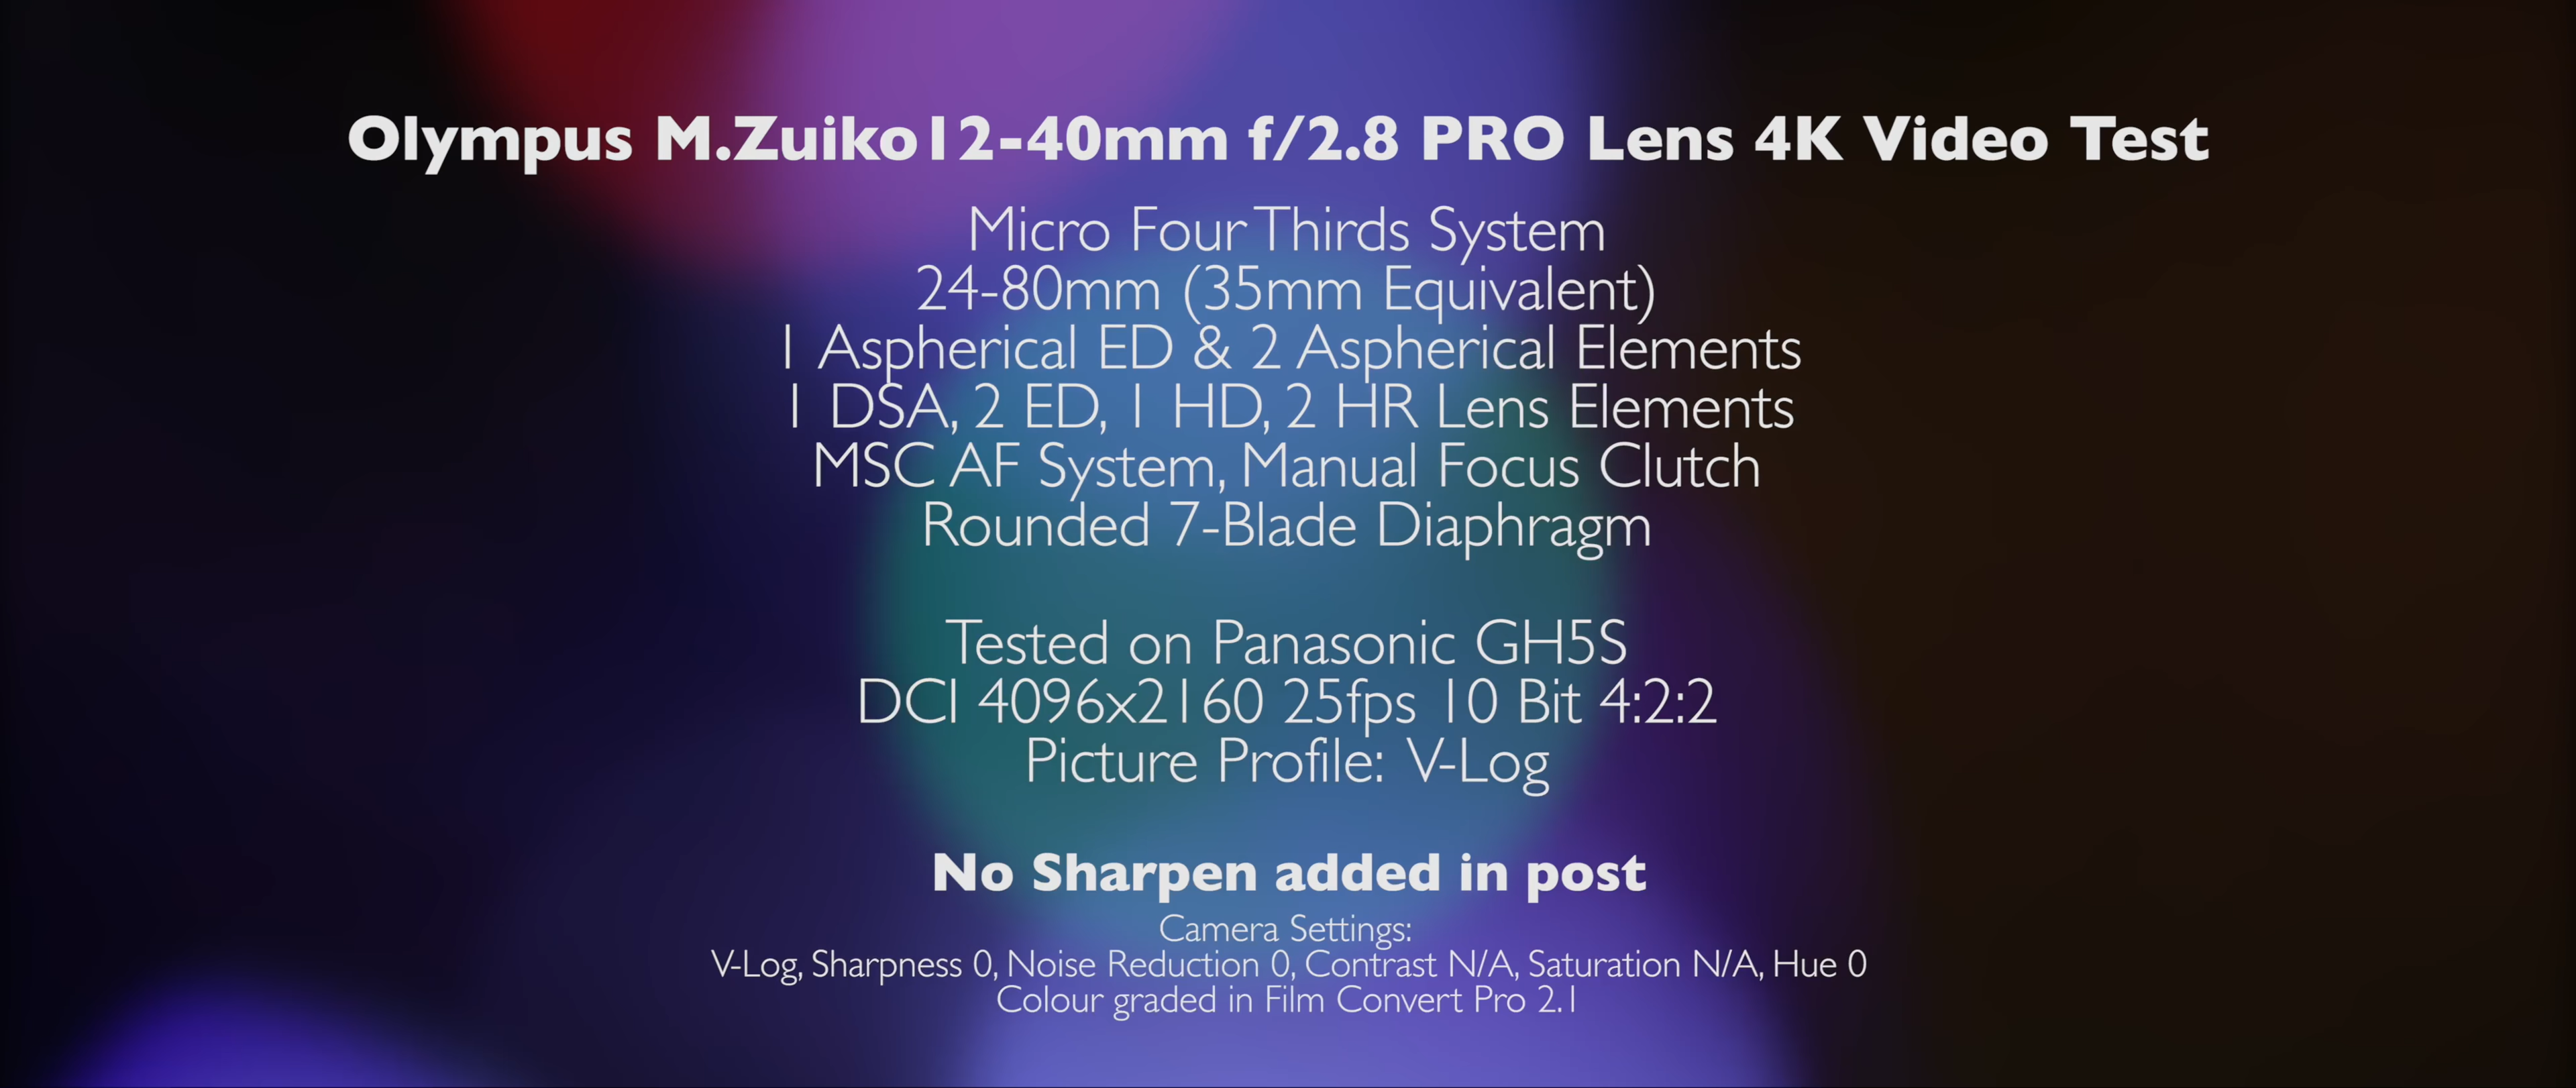 Olympus M.Zuiko12-40mm f/2.8 PRO Lens 4K Video Test
Micro Four Thirds System
24-80mm (35mm Equivalent)
1 Aspherical ED & 2 Aspherical Elements
1 DSA, 2 ED, 1 HD, 2 HR Lens Elements
MSC AF System, Manual Focus Clutch
Rounded 7-Blade Diaphragm
Tested on Panasonic GH5S
DCI 4096x2160 25fps 10 Bit 4:2:2
Picture Profile: V-Log
No Sharpen added in post
Camera Settings:
V-Log, Sharpness 0, Noise Reduction 0, Contrast N/A, Saturation N/A, Hue 0
Colour graded in Film Convert Pro 2.1